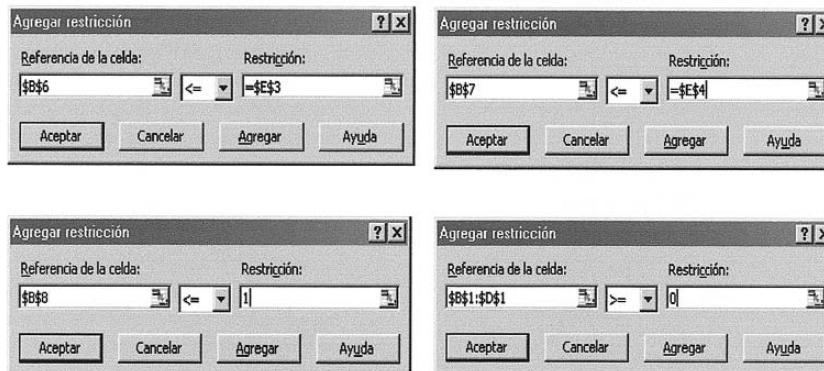 Agregar restricción
Referencia de la celda: Restricción:
$B$6 <= =$E$3
Aceptar Cancelar Agregar Ayuda
Agregar restricción
Referencia de la celda: Restricción:
$B$7 <= =$E$4
Aceptar Cancelar Agregar Ayuda
Agregar restricción
Referencia de la celda: Restricción:
$B$8 <= 1
Aceptar Cancelar Agregar Ayuda
Agregar restricción
Referencia de la celda: Restricción:
$B$1:$D$1 >= 0
Aceptar Cancelar Agregar Ayuda